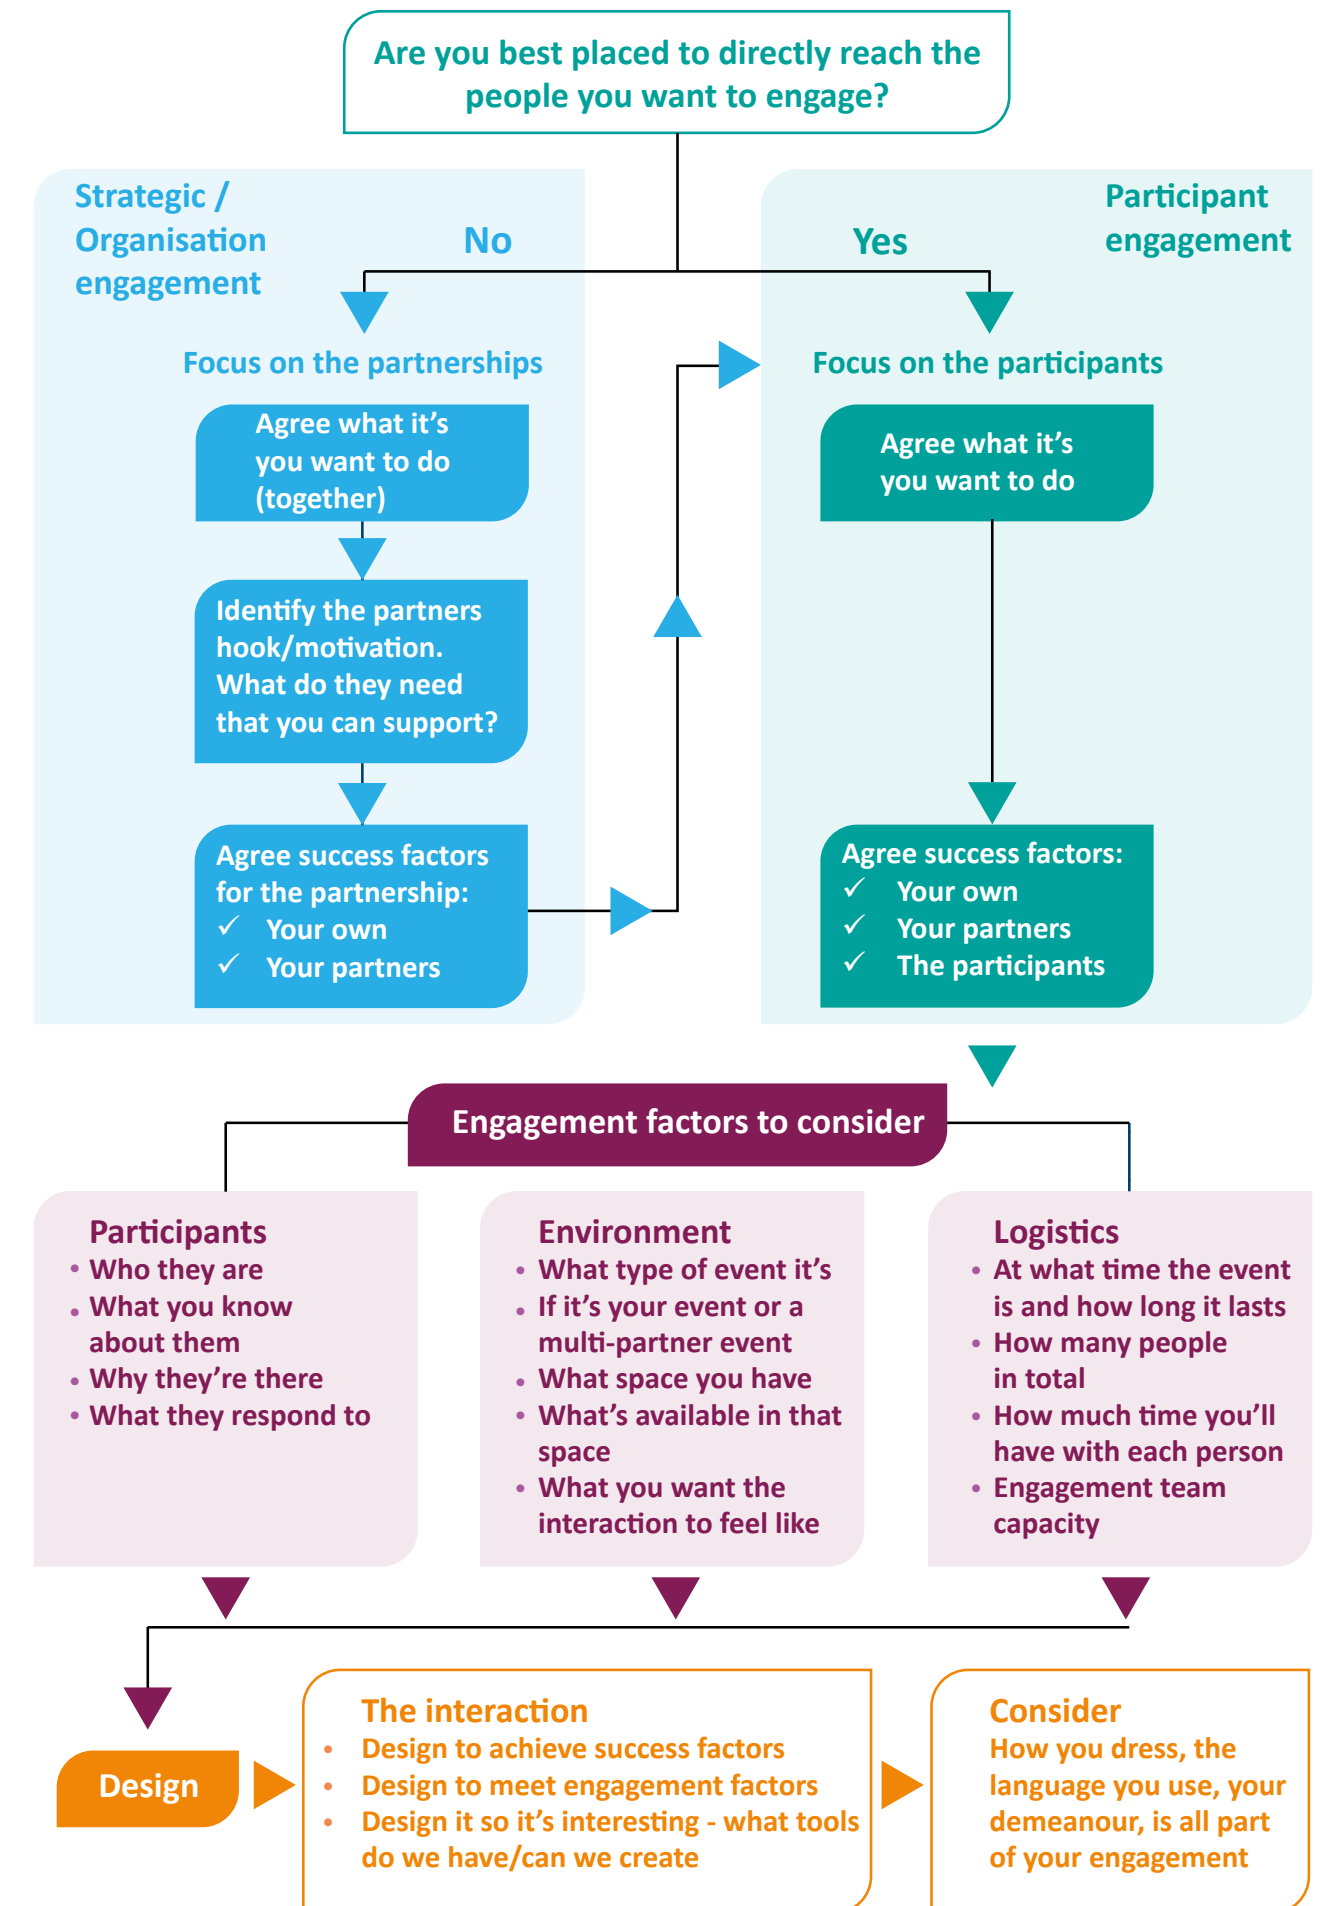 Are you best placed to directly reach the
people you want to engage?
Strategic /
Organisation
engagement
No
Yes
Participant
engagement
Focus on the partnerships
Agree what it's
you want to do
(together)
Identify the partners
hook/motivation.
What do they need
that you can support?
Agree success factors
for the partnership:
✓ Your own
✓ Your partners
Focus on the participants
Agree what it's
you want to do
Agree success factors:
✓ Your own
✓ Your partners
✓ The participants
Engagement factors to consider
Participants
• Who they are
• What you know
about them
• Why they're there
• What they respond to
Environment
• What type of event it's
• If it's your event or a
multi-partner event
• What space you have
• What's available in that
space
• What you want the
interaction to feel like
Logistics
• At what time the event
is and how long it lasts
• How many people
in total
• How much time you'll
have with each person
• Engagement team
capacity
Design
The interaction
• Design to achieve success factors
• Design to meet engagement factors
• Design it so it's interesting - what tools
do we have/can we create
Consider
How you dress, the
language you use, your
demeanour, is all part
of your engagement